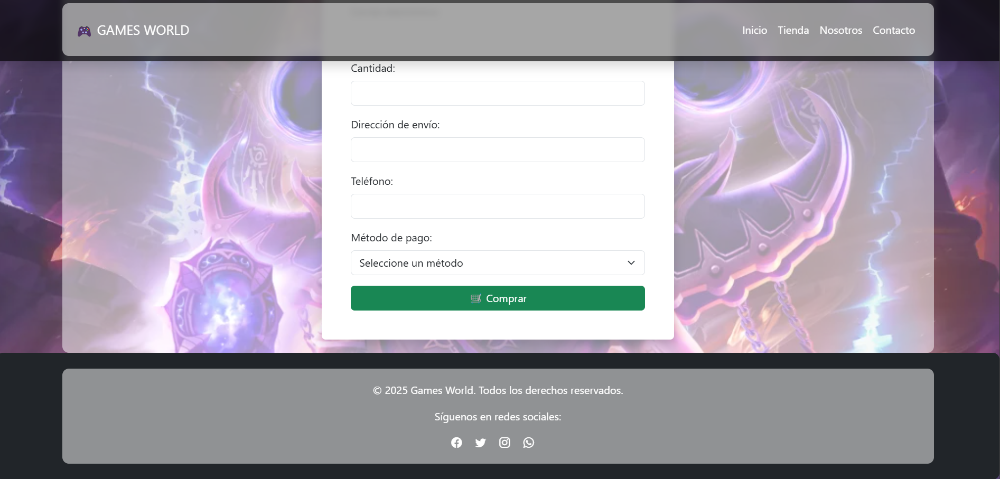 GAMES WORLD
Inicio Tienda Nosotros Contacto
Cantidad:
Dirección de envío:
Teléfono:
Método de pago:
Seleccione un método
Comprar
© 2025 Games World. Todos los derechos reservados.
Síguenos en redes sociales: